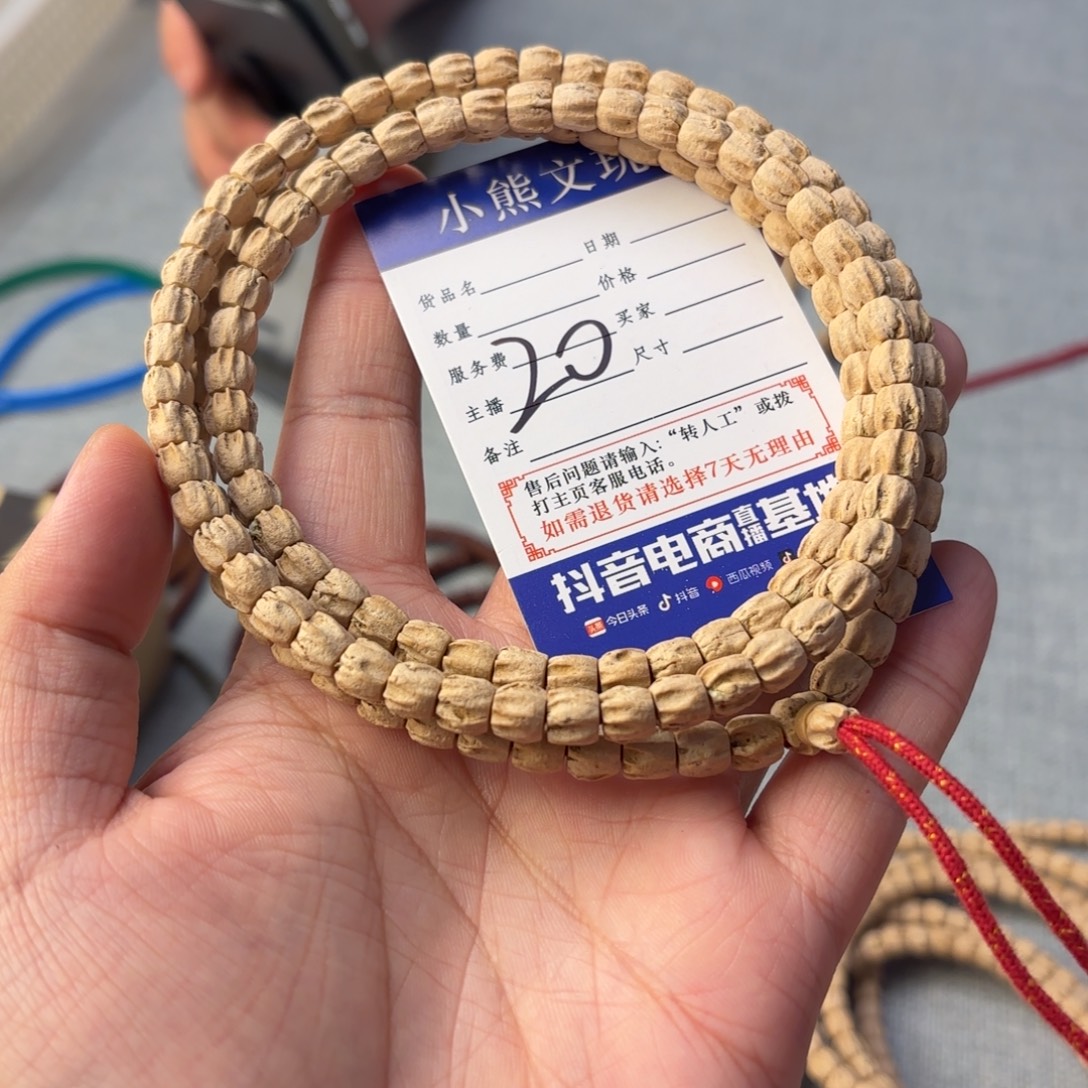 小熊文玩
货品名 日期
数量 价格
服务费 买家
主播 尺寸
备注
20
售后问题请输入:“转人工”或拨
打主页客服电话。
如需退货请选择7天无理由
抖音电商直播基地
今日头条 抖音 西瓜视频